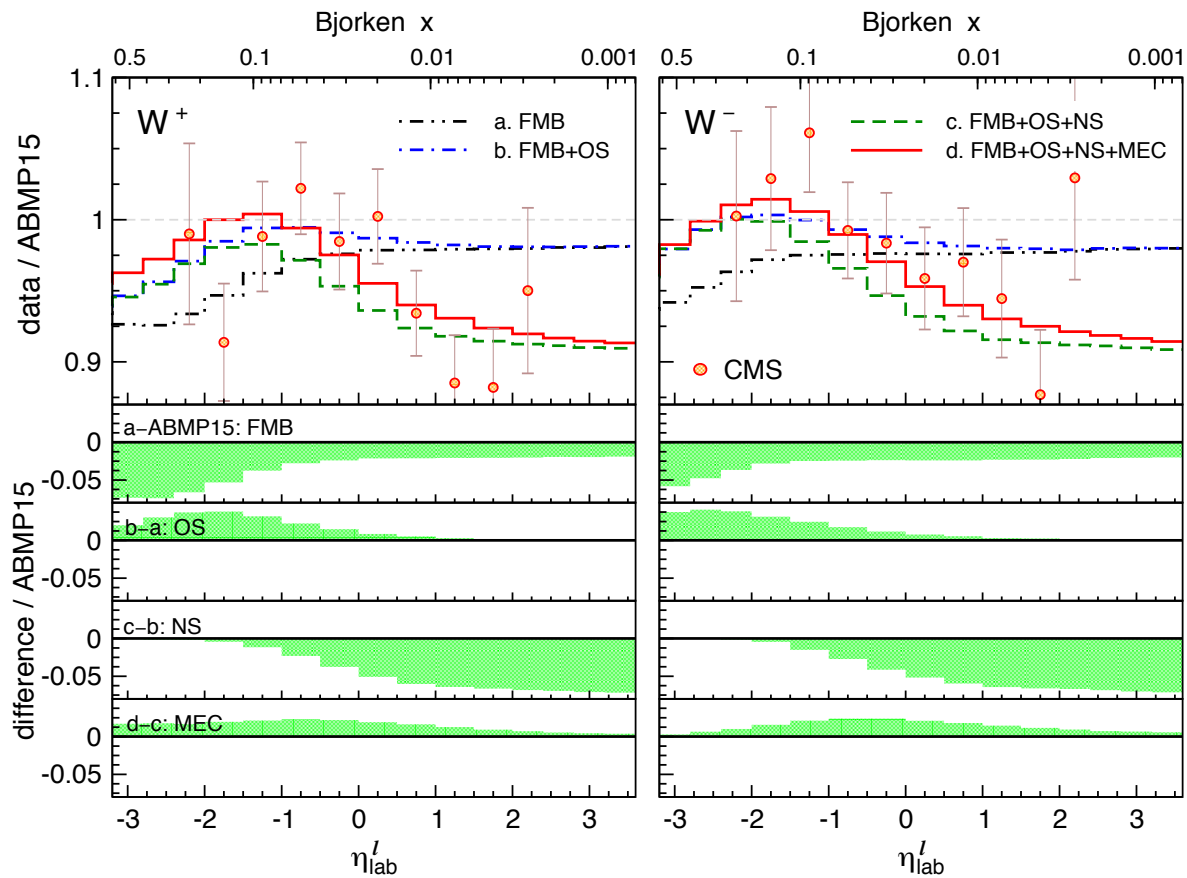 Bjorken x
Bjorken x
0.5 0.1 0.01 0.001
0.5 0.1 0.01 0.001
1.1
1
0.9
data / ABMP15
W +
a. FMB
b. FMB+OS
W −
c. FMB+OS+NS
d. FMB+OS+NS+MEC
CMS
difference / ABMP15
a−ABMP15: FMB
0
-0.05
b−a: OS
0
-0.05
c−b: NS
0
-0.05
d−c: MEC
0
-0.05
-3 -2 -1 0 1 2 3
-3 -2 -1 0 1 2 3
η l lab
η l lab